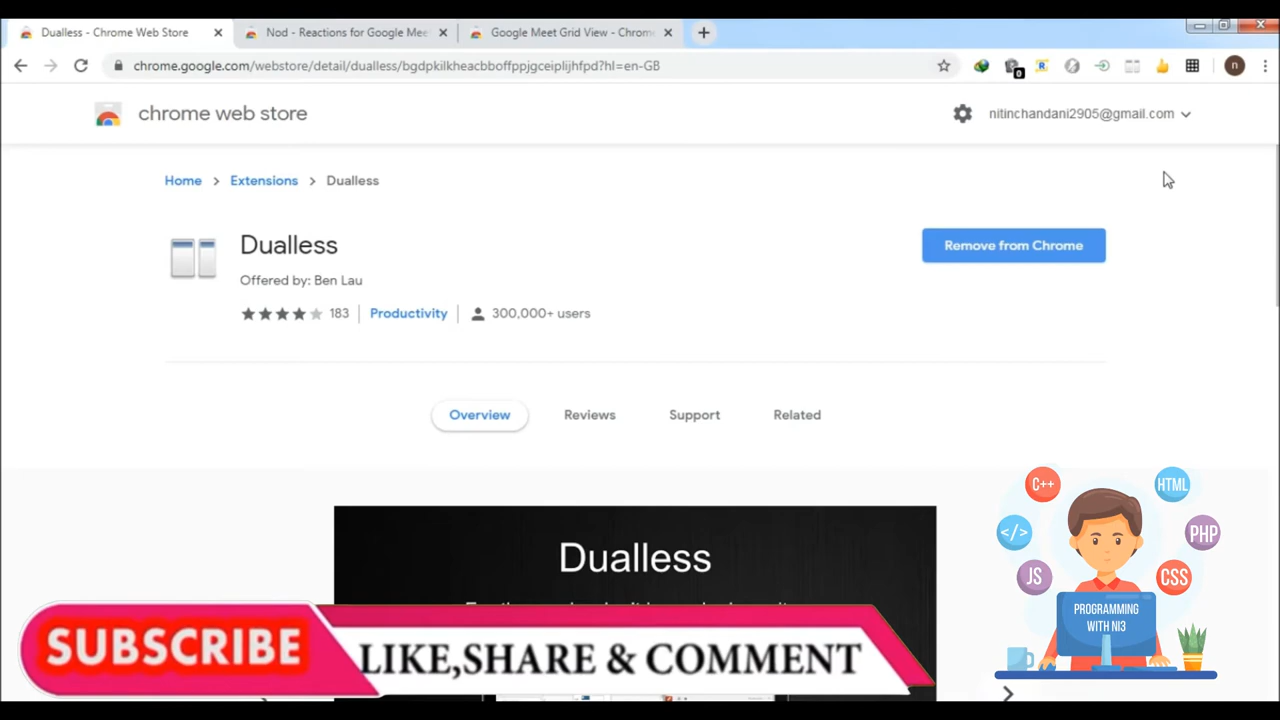 Dualless - Chrome Web Store
Nod - Reactions for Google Mee
Google Meet Grid View - Chrom
chrome.google.com/webstore/detail/dualless/bgdpkilkheacbboffppjgceiplijhfpd?hl=en-GB
0
R
n
chrome web store
nitinchandani2905@gmail.com
Home > Extensions > Dualless
Dualless
Remove from Chrome
Offered by: Ben Lau
183 | Productivity | 300,000+ users
Overview Reviews Support Related
C++
HTML
</>
PHP
JS
CSS
Dualless
PROGRAMMING
WITH NI3
SUBSCRIBE
LIKE,SHARE & COMMENT